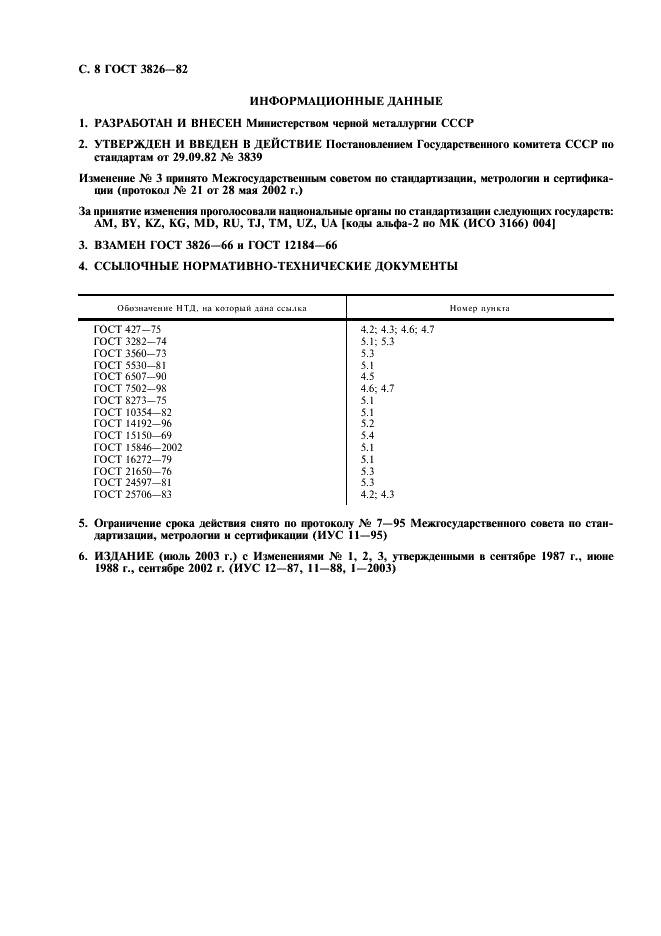 С. 8 ГОСТ 3826—82
ИНФОРМАЦИОННЫЕ ДАННЫЕ
1. РАЗРАБОТАН И ВНЕСЕН Министерством черной металлургии СССР
2. УТВЕРЖДЕН И ВВЕДЕН В ДЕЙСТВИЕ Постановлением Государственного комитета СССР по
стандартам от 29.09.82 № 3839
Изменение № 3 принято Межгосударственным советом по стандартизации, метрологии и сертифика-
ции (протокол № 21 от 28 мая 2002 г.)
За принятие изменения проголосовали национальные органы по стандартизации следующих государств:
AM, BY, KZ, KG, MD, RU, TJ, TM, UZ, UA [коды альфа-2 по МК (ИСО 3166) 004]
3. ВЗАМЕН ГОСТ 3826—66 и ГОСТ 12184—66
4. ССЫЛОЧНЫЕ НОРМАТИВНО-ТЕХНИЧЕСКИЕ ДОКУМЕНТЫ
Обозначение НТД, на который дана ссылка Номер пункта
ГОСТ 427—75 4.2; 4.3; 4.6; 4.7
ГОСТ 3282—74 5.1; 5.3
ГОСТ 3560—73 5.3
ГОСТ 5530—81 5.1
ГОСТ 6507—90 4.5
ГОСТ 7502—98 4.6; 4.7
ГОСТ 8273—75 5.1
ГОСТ 10354—82 5.1
ГОСТ 14192—96 5.2
ГОСТ 15150—69 5.4
ГОСТ 15846—2002 5.1
ГОСТ 16272—79 5.1
ГОСТ 21650—76 5.3
ГОСТ 24597—81 5.3
ГОСТ 25706—83 4.2; 4.3
5. Ограничение срока действия снято по протоколу № 7—95 Межгосударственного совета по стан-
дартизации, метрологии и сертификации (ИУС 11—95)
6. ИЗДАНИЕ (июль 2003 г.) с Изменениями № 1, 2, 3, утвержденными в сентябре 1987 г., июне
1988 г., сентябре 2002 г. (ИУС 12—87, 11—88, 1—2003)